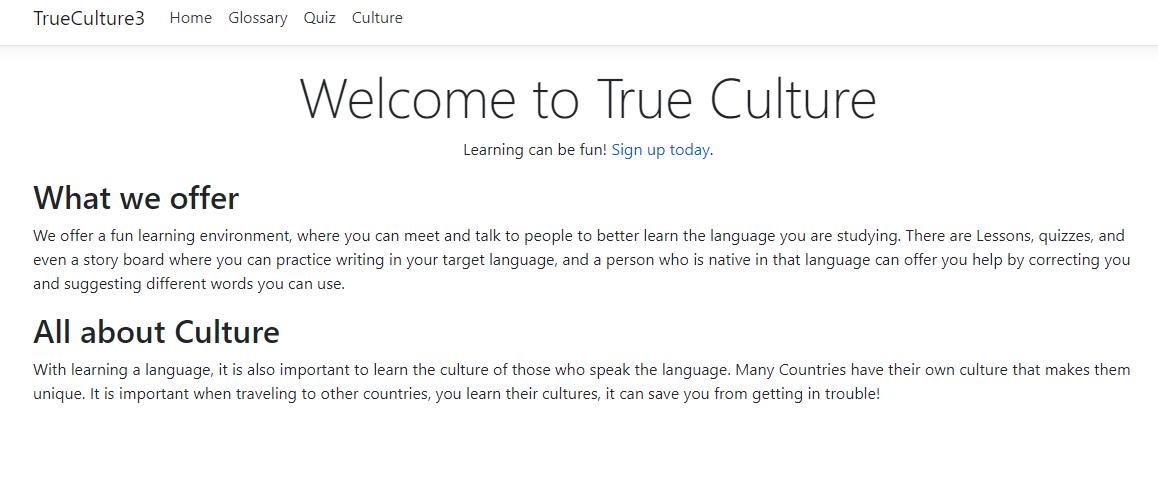 TrueCulture3 Home Glossary Quiz Culture
Welcome to True Culture
Learning can be fun! Sign up today.
What we offer
We offer a fun learning environment, where you can meet and talk to people to better learn the language you are studying. There are Lessons, quizzes, and
even a story board where you can practice writing in your target language, and a person who is native in that language can offer you help by correcting you
and suggesting different words you can use.
All about Culture
With learning a language, it is also important to learn the culture of those who speak the language. Many Countries have their own culture that makes them
unique. It is important when traveling to other countries, you learn their cultures, it can save you from getting in trouble!